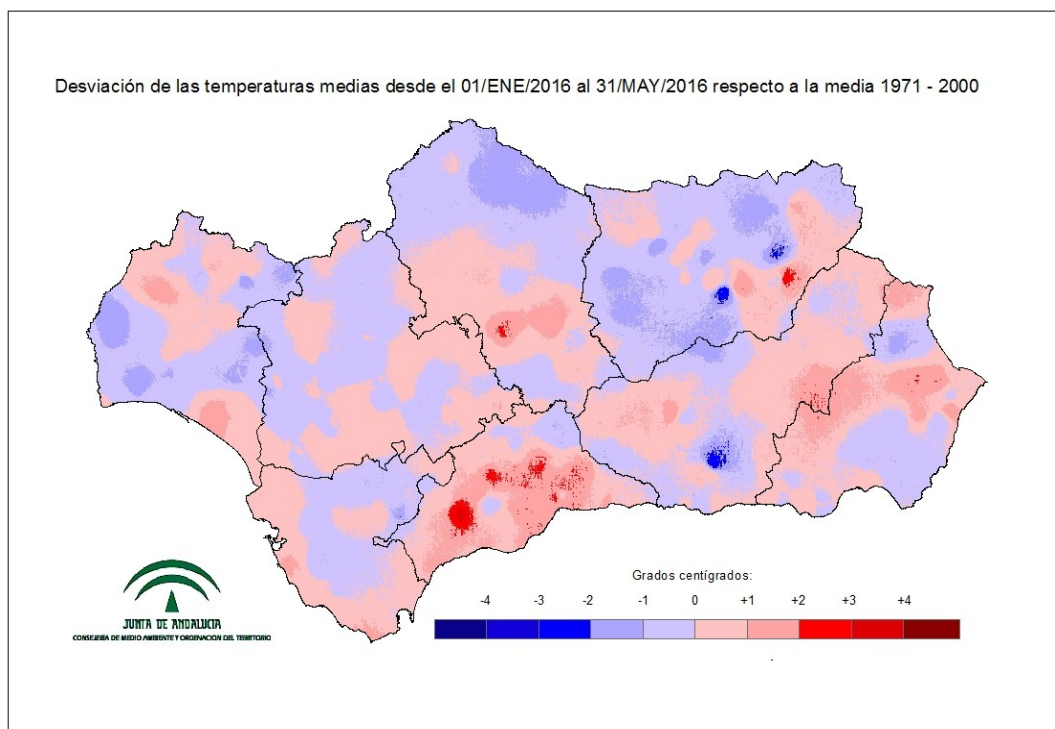 Desviación de las temperaturas medias desde el 01/ENE/2016 al 31/MAY/2016 respecto a la media 1971 - 2000
Grados centígrados:
-4 -3 -2 -1 0 +1 +2 +3 +4
JUNTA DE ANDALUCIA
CONSEJERÍA DE MEDIO AMBIENTE Y ORDENACIÓN DEL TERRITORIO